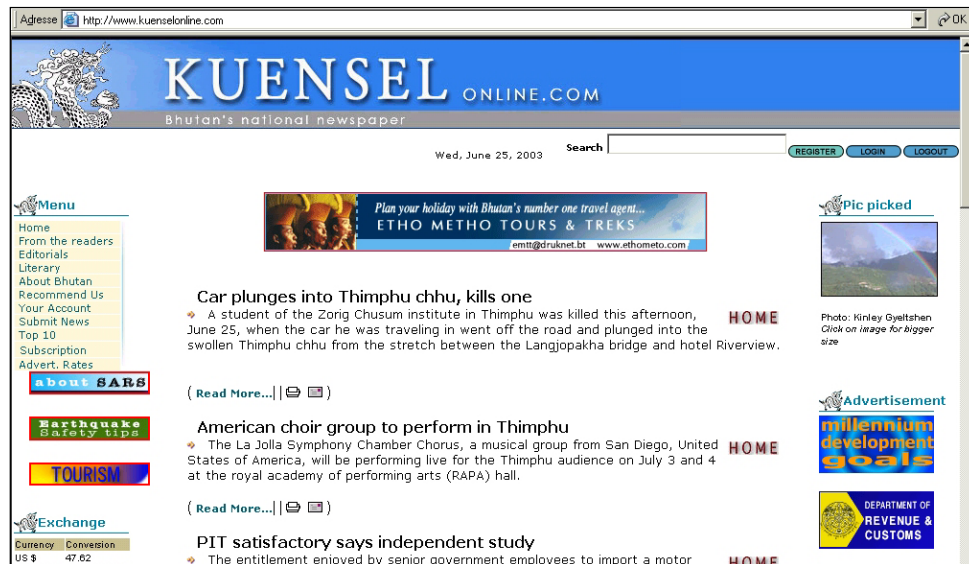 Adresse http://www.kuenselonline.com OK
KUENSEL ONLINE.COM
Bhutan's national newspaper
Wed, June 25, 2003 Search REGISTER LOGIN LOGOUT
Menu
Home
From the readers
Editorials
Literary
About Bhutan
Recommend Us
Your Account
Submit News
Top 10
Subscription
Advert. Rates
about SARS
Earthquake
Safety tips
TOURISM
Exchange
Currency Conversion
US $ 47.62
Plan your holiday with Bhutan's number one travel agent...
ETHO METHO TOURS & TREKS
emtt@druknet.bt www.ethometo.com
Car plunges into Thimphu chhu, kills one
A student of the Zorig Chusum institute in Thimphu was killed this afternoon,
June 25, when the car he was traveling in went off the road and plunged into the
swollen Thimphu chhu from the stretch between the Langjopakha bridge and hotel Riverview.
HOME
( Read More...| | )
American choir group to perform in Thimphu
The La Jolla Symphony Chamber Chorus, a musical group from San Diego, United
States of America, will be performing live for the Thimphu audience on July 3 and 4
at the royal academy of performing arts (RAPA) hall.
HOME
( Read More...| | )
PIT satisfactory says independent study
The entitlement enjoyed by senior government employees to import a motor
HOME
Pic picked
Photo: Kinley Gyeltshen
Click on image for bigger
size
Advertisement
millennium
development
goals
DEPARTMENT OF
REVENUE &
CUSTOMS